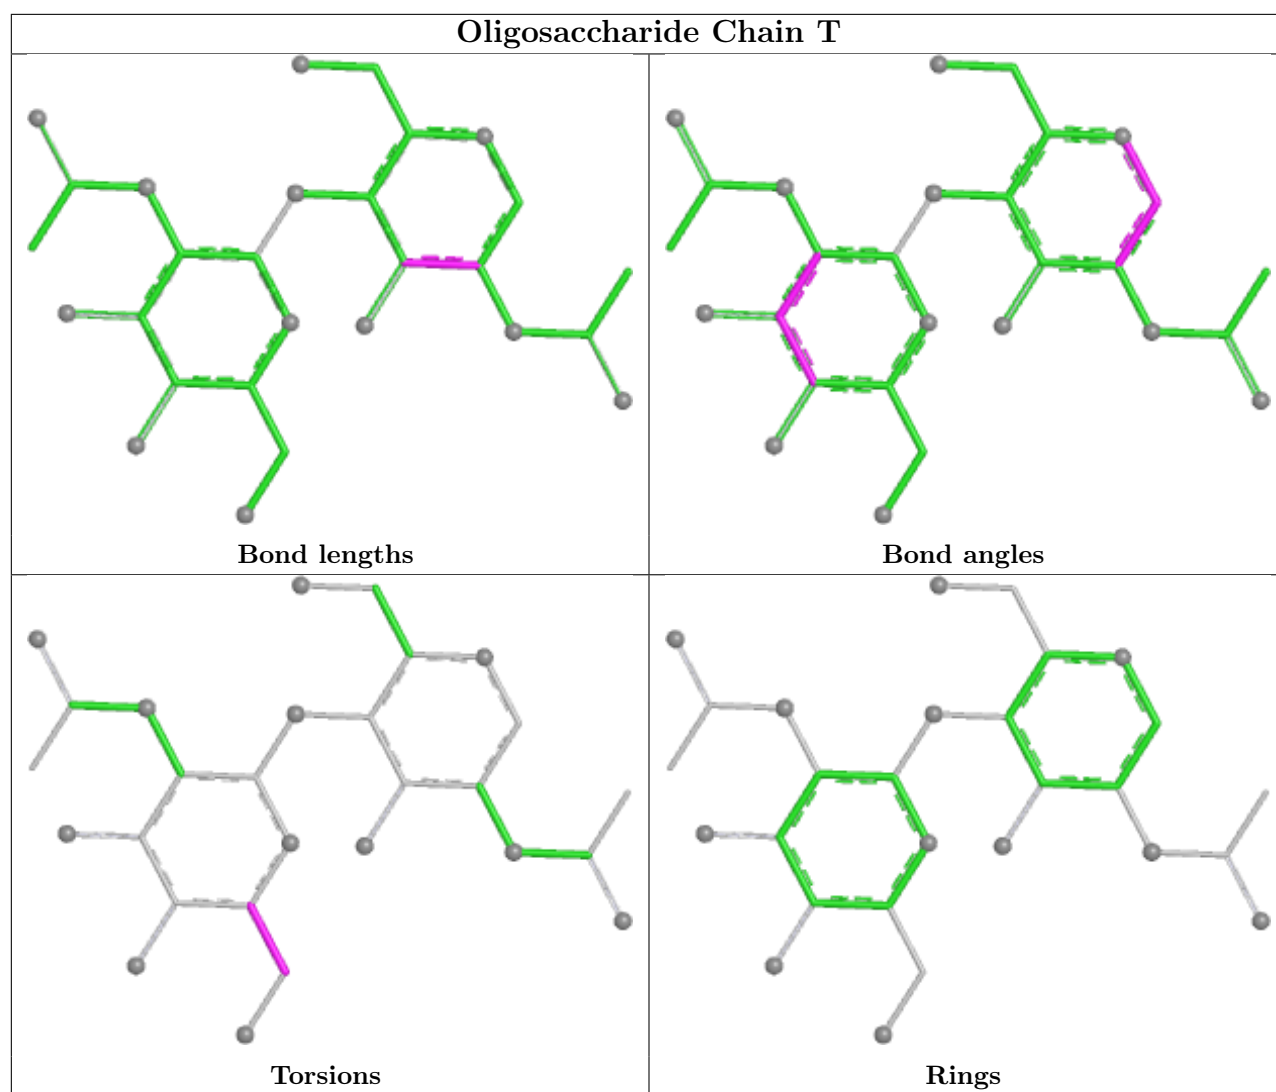 Oligosaccharide Chain T
Bond lengths
Bond angles
Torsions
Rings